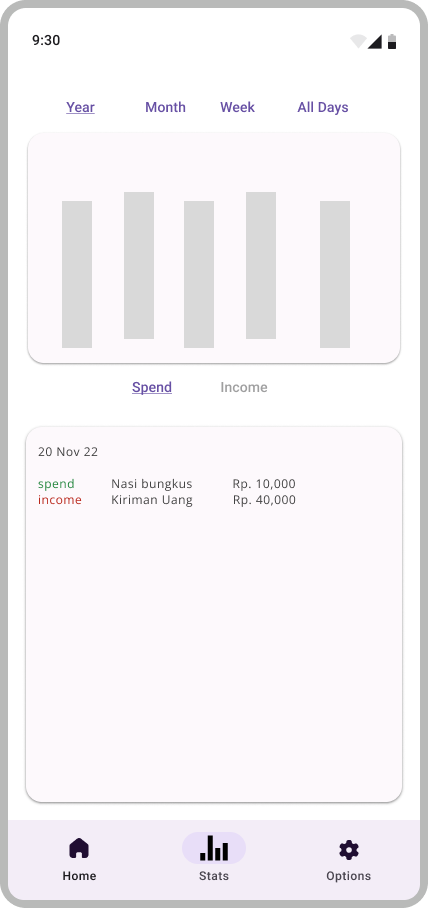 9:30
Year Month Week All Days
Spend Income
20 Nov 22
spend Nasi bungkus Rp. 10,000
income Kiriman Uang Rp. 40,000
Home Stats Options